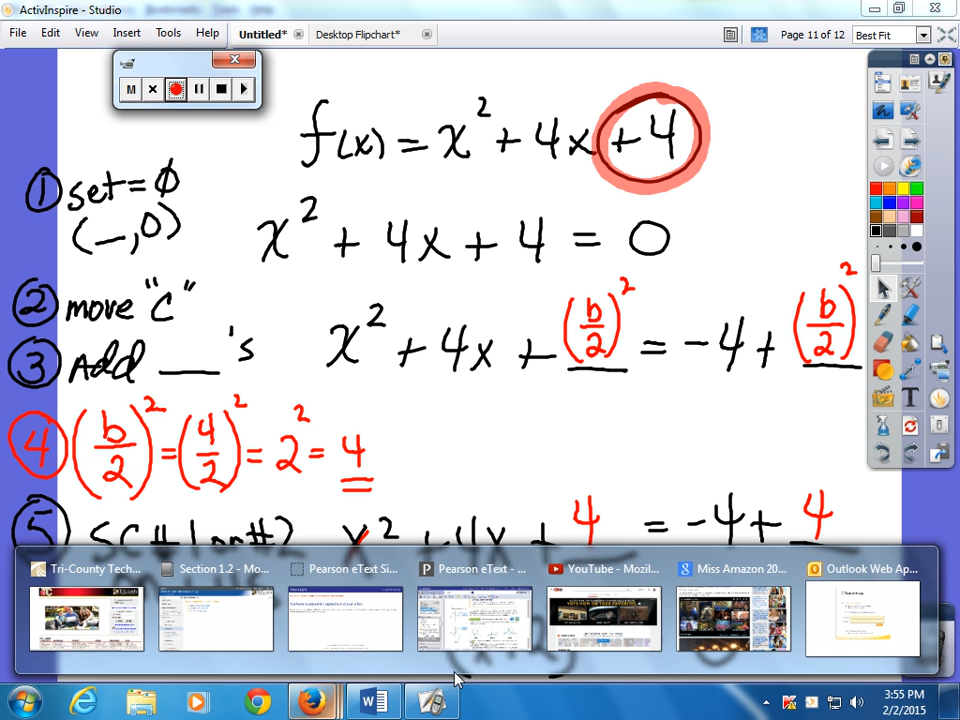 ActivInspire - Studio
File Edit View Insert Tools Help Untitled* Desktop Flipchart* Page 11 of 12 Best Fit
M
f(x) = x² + 4x + 4
① set = Ø
(__, 0)
x² + 4x + 4 = 0
② move "C"
③ Add ___'s
x² + 4x + (b/2)² = -4 + (b/2)²
④ (b/2)² = (4/2)² = 2² = 4
⑤ x² + 4x + 4 = -4 + 4
Tri-County Tech... Section 1.2 - Mo... Pearson eText Si... Pearson eText - ... YouTube - Mozil... Miss Amazon 20... Outlook Web Ap...
3:55 PM
2/2/2015